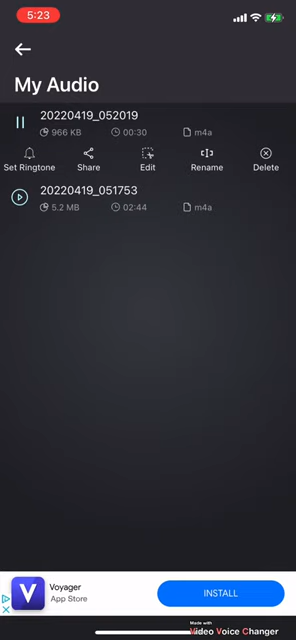 5:23
My Audio
20220419_052019
966 KB 00:30 m4a
Set Ringtone Share Edit Rename Delete
20220419_051753
5.2 MB 02:44 m4a
V
Voyager
App Store
INSTALL
Made with
Video Voice Changer